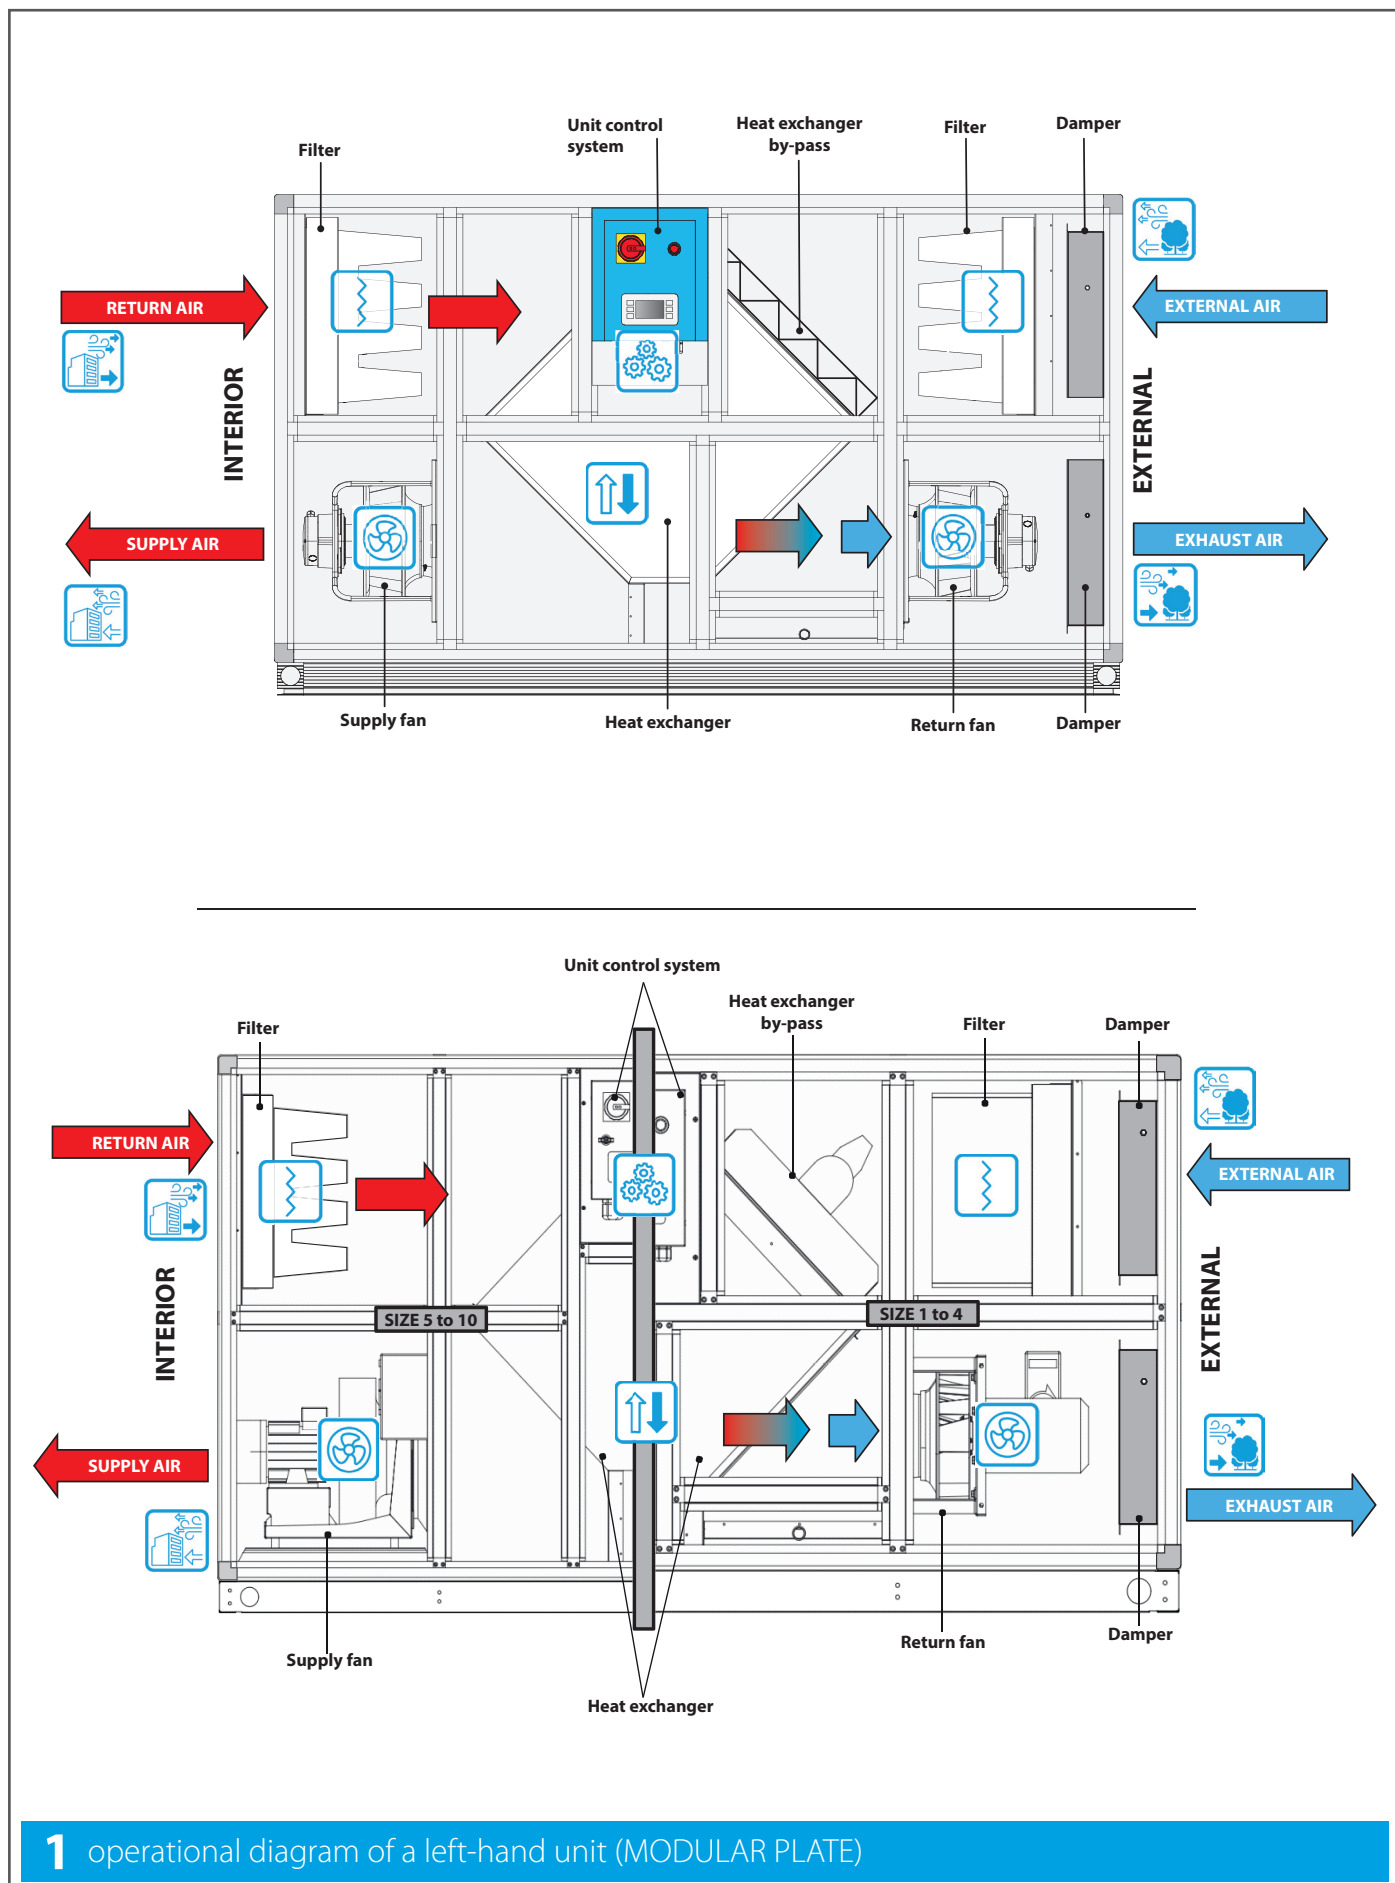 Filter
Unit control
system
Heat exchanger
by-pass
Filter
Damper
RETURN AIR
EXTERNAL AIR
INTERIOR
EXTERNAL
SUPPLY AIR
EXHAUST AIR
Supply fan
Heat exchanger
Return fan
Damper
Unit control system
Heat exchanger
by-pass
Filter
Filter
Damper
RETURN AIR
EXTERNAL AIR
INTERIOR
EXTERNAL
SIZE 5 to 10
SIZE 1 to 4
SUPPLY AIR
EXHAUST AIR
Supply fan
Return fan
Damper
Heat exchanger
1 operational diagram of a left-hand unit (MODULAR PLATE)